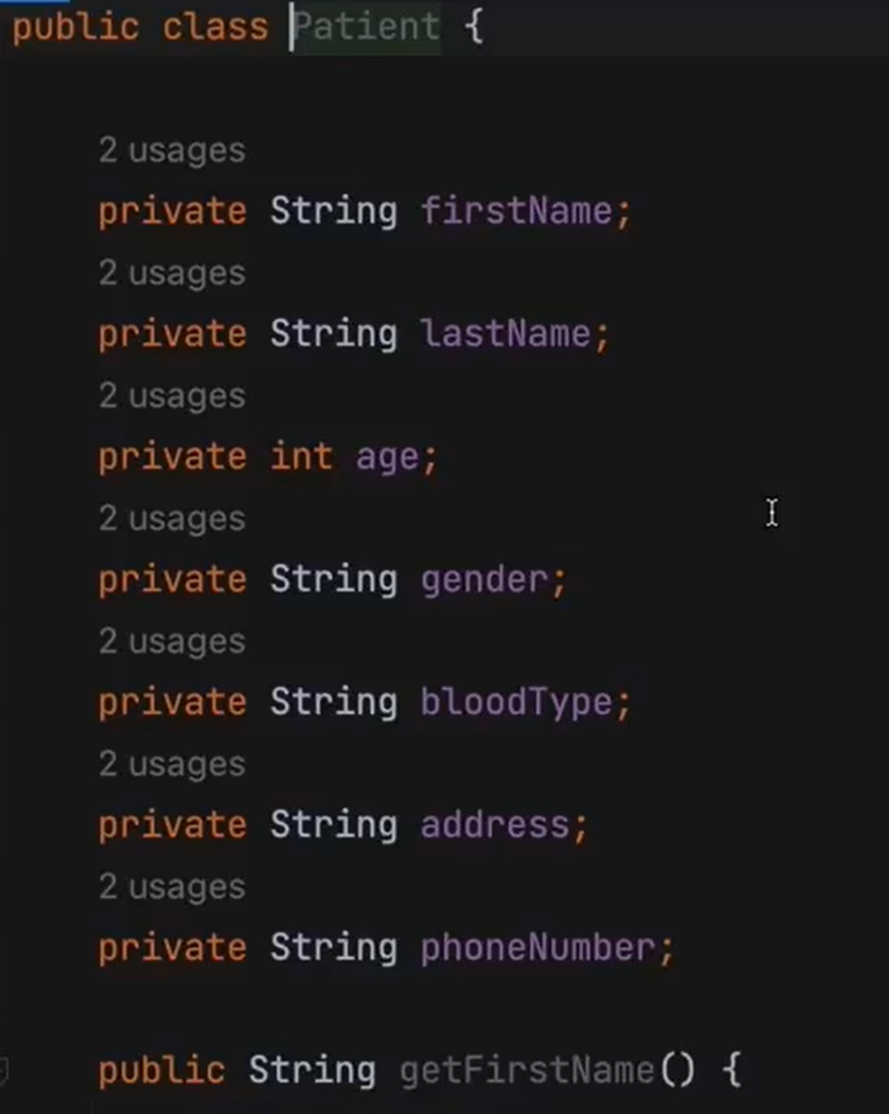 public class Patient {
2 usages
private String firstName;
2 usages
private String lastName;
2 usages
private int age;
2 usages
private String gender;
2 usages
private String bloodType;
2 usages
private String address;
2 usages
private String phoneNumber;
public String getFirstName() {